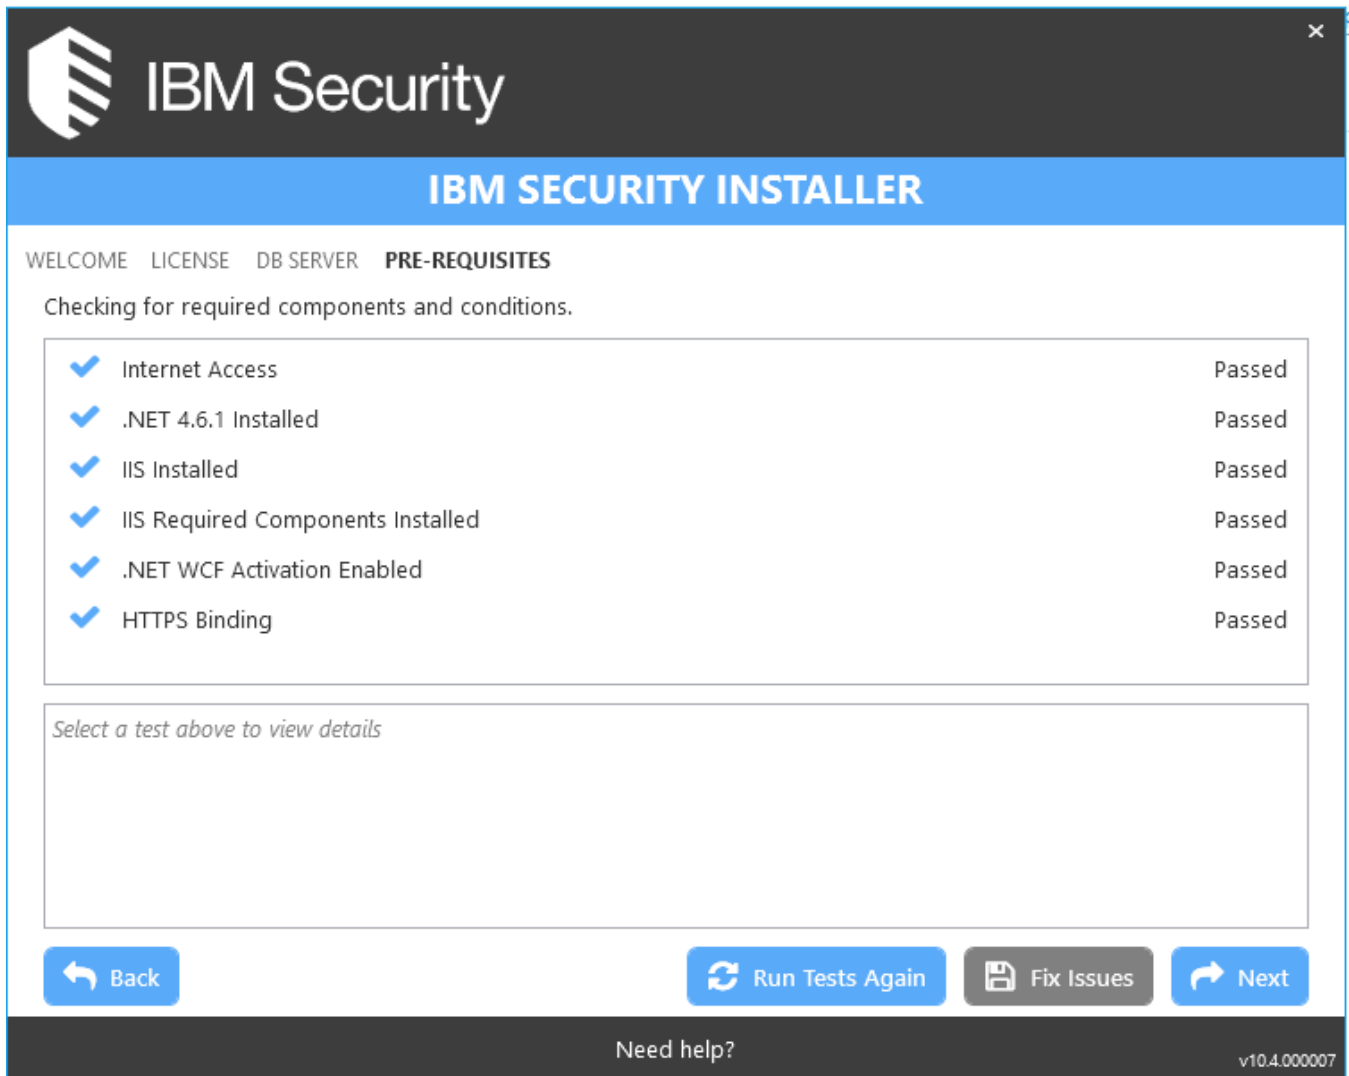 IBM Security
IBM SECURITY INSTALLER
WELCOME LICENSE DB SERVER PRE-REQUISITES
Checking for required components and conditions.
Internet Access Passed
.NET 4.6.1 Installed Passed
IIS Installed Passed
IIS Required Components Installed Passed
.NET WCF Activation Enabled Passed
HTTPS Binding Passed
Select a test above to view details
Back Run Tests Again Fix Issues Next
Need help?
v10.4.000007